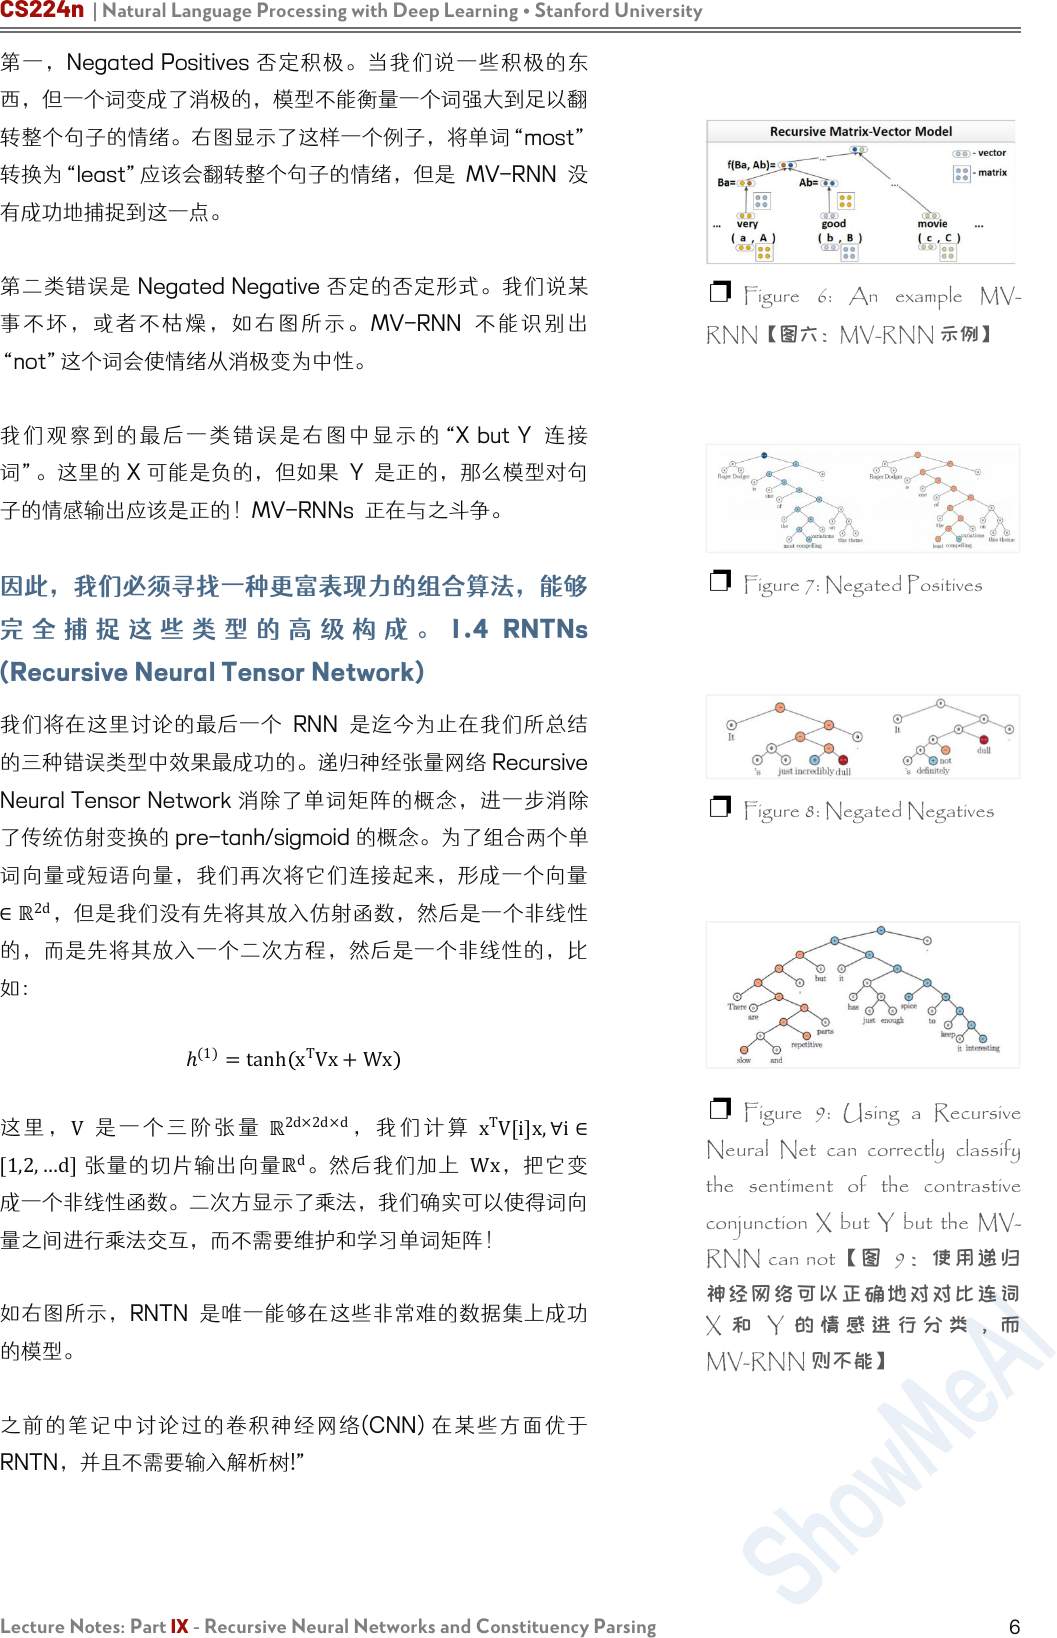 CS224n | Natural Language Processing with Deep Learning • Stanford University
第一，Negated Positives 否定积极。当我们说一些积极的东
西，但一个词变成了消极的，模型不能衡量一个词强大到足以翻
转整个句子的情绪。右图显示了这样一个例子，将单词“most”
转换为“least”应该会翻转整个句子的情绪，但是 MV-RNN 没
有成功地捕捉到这一点。
第二类错误是 Negated Negative 否定的否定形式。我们说某
事不坏，或者不枯燥，如右图所示。MV-RNN 不能识别出
“not”这个词会使情绪从消极变为中性。
我们观察到的最后一类错误是右图中显示的“X but Y 连接
词”。这里的 X 可能是负的，但如果 Y 是正的，那么模型对句
子的情感输出应该是正的！MV-RNNs 正在与之斗争。
因此，我们必须寻找一种更富表现力的组合算法，能够
完全捕捉这些类型的高级构成。1.4 RNTNs
(Recursive Neural Tensor Network)
我们将在这里讨论的最后一个 RNN 是迄今为止在我们所总结
的三种错误类型中效果最成功的。递归神经张量网络 Recursive
Neural Tensor Network 消除了单词矩阵的概念，进一步消除
了传统仿射变换的 pre-tanh/sigmoid 的概念。为了组合两个单
词向量或短语向量，我们再次将它们连接起来，形成一个向量
∈ ℝ²ᵈ，但是我们没有先将其放入仿射函数，然后是一个非线性
的，而是先将其放入一个二次方程，然后是一个非线性的，比
如：
h⁽¹⁾ = tanh(xᵀVx + Wx)
这里，V 是一个三阶张量 ℝ²ᵈˣ²ᵈˣᵈ，我们计算 xᵀV[i]x, ∀i ∈
[1,2, …d] 张量的切片输出向量ℝᵈ。然后我们加上 Wx，把它变
成一个非线性函数。二次方显示了乘法，我们确实可以使得词向
量之间进行乘法交互，而不需要维护和学习单词矩阵！
如右图所示，RNTN 是唯一能够在这些非常难的数据集上成功
的模型。
之前的笔记中讨论过的卷积神经网络(CNN) 在某些方面优于
RNTN，并且不需要输入解析树!”
Recursive Matrix-Vector Model
f(Ba, Ab)=
...
- vector
- matrix
Ba=
Ab=
...
... very good movie ...
( a , A ) ( b , B ) ( c , C )
❐ Figure 6: An example MV-
RNN【图六：MV-RNN 示例】
Roger Dodger
is
one
of
the
on
variations
this theme
most compelling
Roger Dodger
is
one
of
the
on
variations
this theme
least compelling
❐ Figure 7: Negated Positives
It
's
just incredibly dull
It
's
definitely
not
dull
❐ Figure 8: Negated Negatives
but it
There
are
parts
repetitive
slow and
has
just enough
spice
to
keep
it interesting
❐ Figure 9: Using a Recursive
Neural Net can correctly classify
the sentiment of the contrastive
conjunction X but Y but the MV-
RNN can not【图 9：使用递归
神经网络可以正确地对对比连词
X 和 Y 的情感进行分类，而
MV-RNN 则不能】
ShowMeAI
Lecture Notes: Part IX - Recursive Neural Networks and Constituency Parsing 6